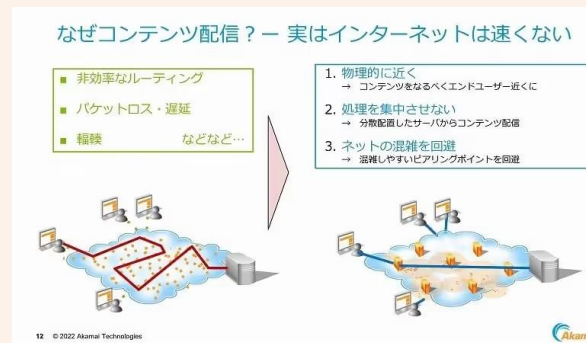 なぜコンテンツ配信？－ 実はインターネットは速くない
■ 非効率なルーティング
■ パケットロス・遅延
■ 輻輳 などなど…
1. 物理的に近く
→ コンテンツをなるべくエンドユーザー近くに
2. 処理を集中させない
→ 分散配置したサーバからコンテンツ配信
3. ネットの混雑を回避
→ 混雑しやすいピアリングポイントを回避
12 © 2022 Akamai Technologies
Akam